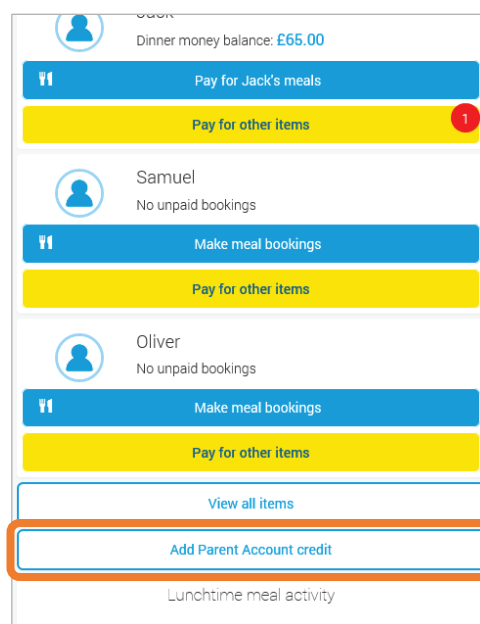 Jack
Dinner money balance: £65.00
Pay for Jack's meals
Pay for other items
1
Samuel
No unpaid bookings
Make meal bookings
Pay for other items
Oliver
No unpaid bookings
Make meal bookings
Pay for other items
View all items
Add Parent Account credit
Lunchtime meal activity